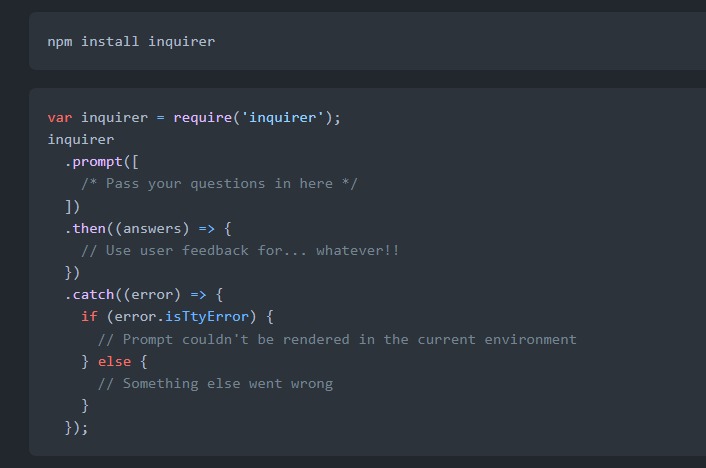 npm install inquirer
var inquirer = require('inquirer');
inquirer
  .prompt([
    /* Pass your questions in here */
  ])
  .then((answers) => {
    // Use user feedback for... whatever!!
  })
  .catch((error) => {
    if (error.isTtyError) {
      // Prompt couldn't be rendered in the current environment
    } else {
      // Something else went wrong
    }
  });